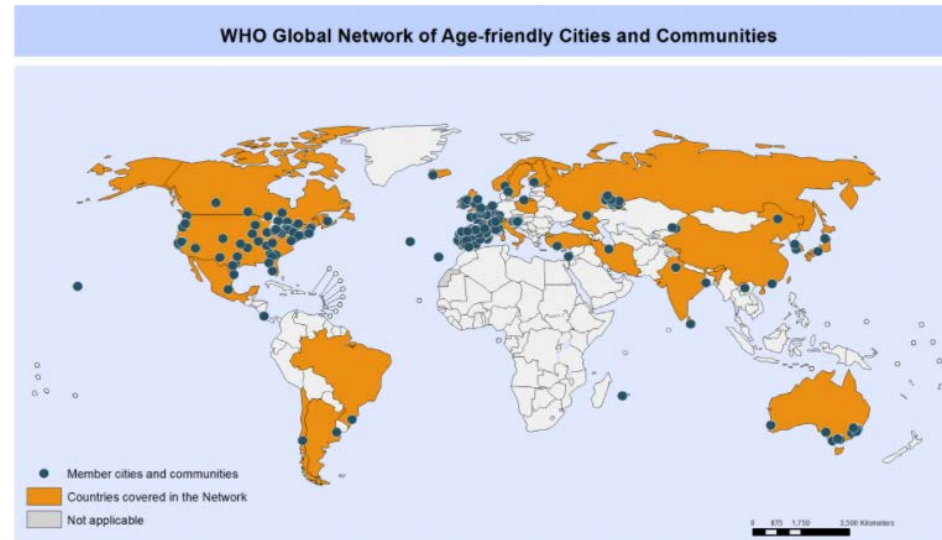 WHO Global Network of Age-friendly Cities and Communities
Member cities and communities
Countries covered in the Network
Not applicable
0 875 1,750 3,500 Kilometers